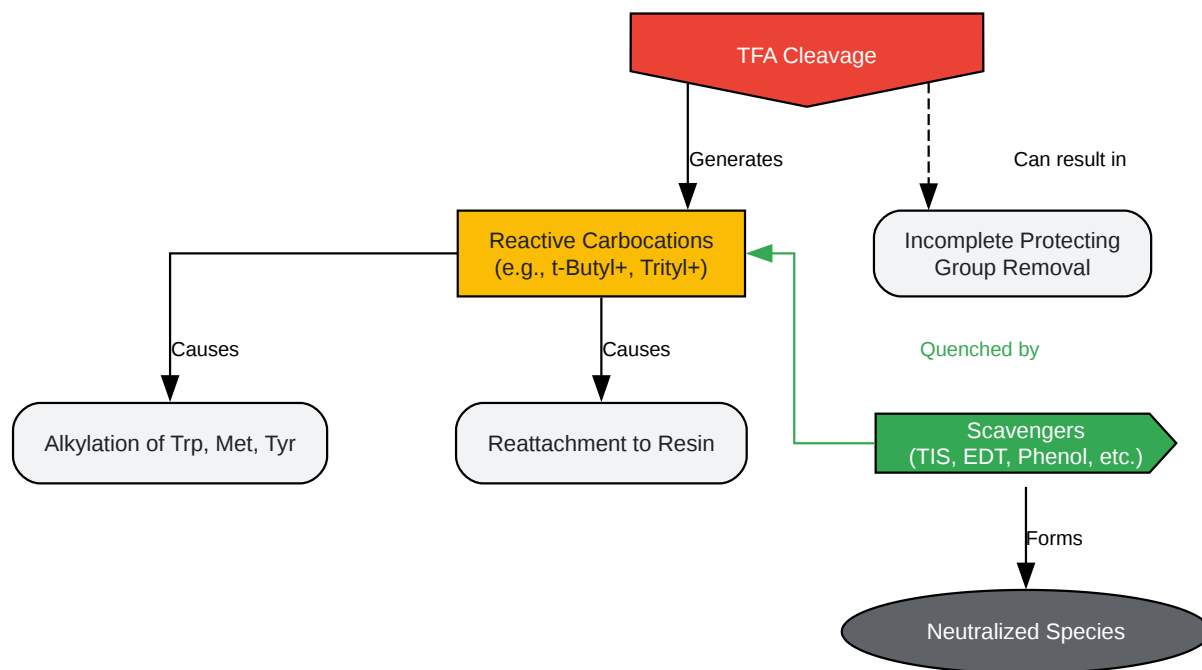 TFA Cleavage
Generates
Can result in
Reactive Carbocations
(e.g., t-Butyl+, Trityl+)
Incomplete Protecting
Group Removal
Causes
Causes
Quenched by
Alkylation of Trp, Met, Tyr
Reattachment to Resin
Scavengers
(TIS, EDT, Phenol, etc.)
Forms
Neutralized Species